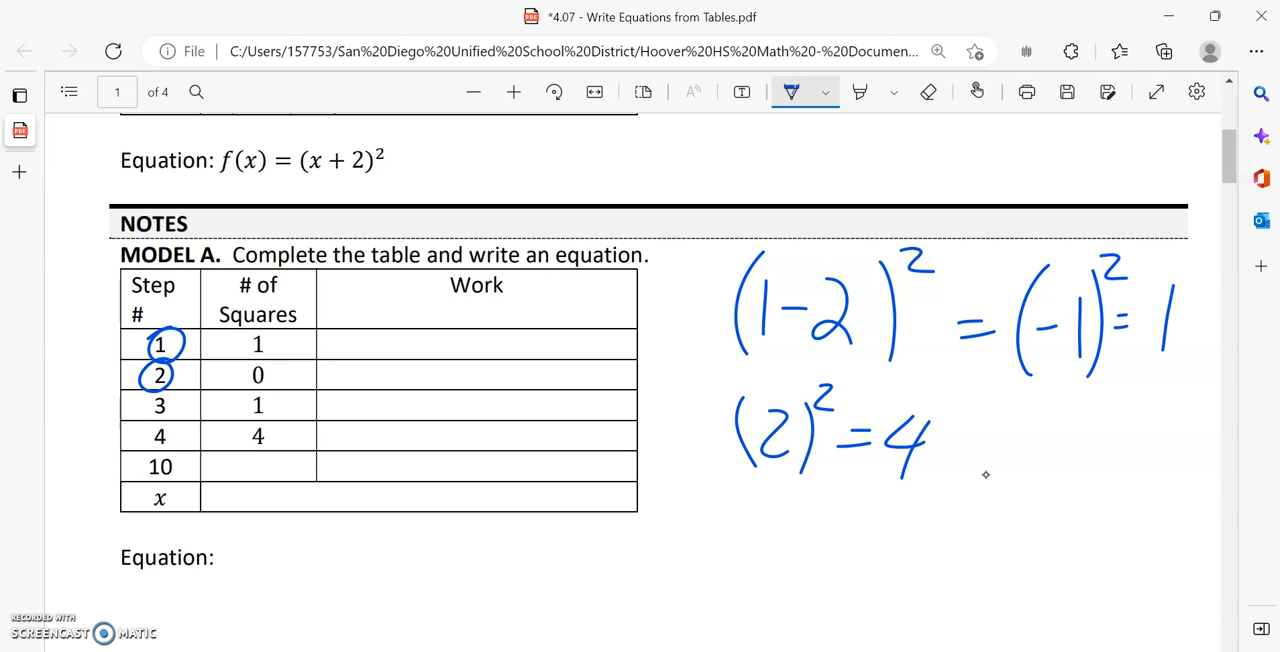 *4.07 - Write Equations from Tables.pdf
File C:/Users/157753/San%20Diego%20Unified%20School%20District/Hoover%20HS%20Math%20-%20Documen...
1 of 4
Equation: f(x) = (x + 2)²
NOTES
MODEL A. Complete the table and write an equation.
Step # # of Squares Work
1 1
2 0
3 1
4 4
10
x
Equation:
(1 - 2)² = (-1)² = 1
(2)² = 4
RECORDED WITH
SCREENCAST MATIC